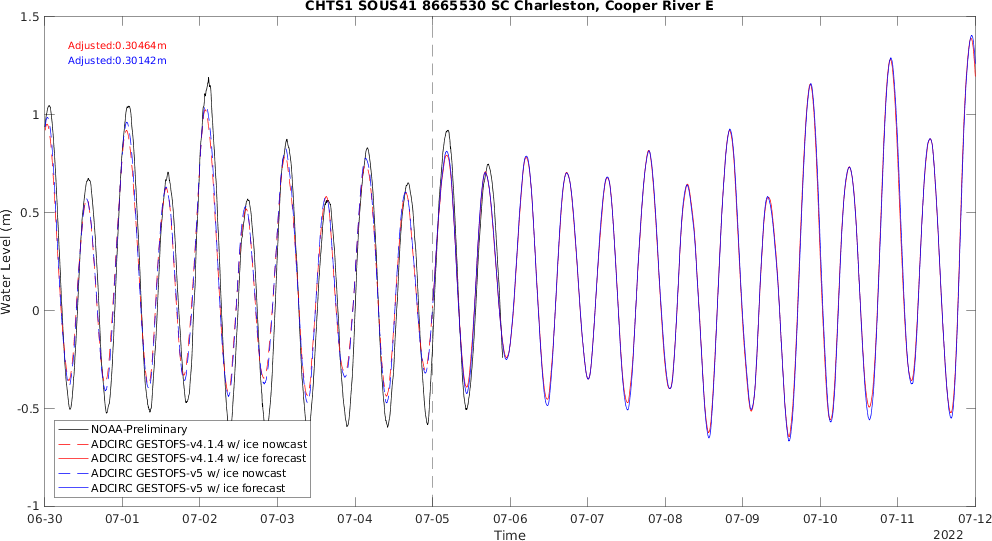 CHTS1 SOUS41 8665530 SC Charleston, Cooper River E
Adjusted:0.30464m
Adjusted:0.30142m
Water Level (m)
1.5
1
0.5
0
-0.5
-1
NOAA-Preliminary
ADCIRC GESTOFS-v4.1.4 w/ ice nowcast
ADCIRC GESTOFS-v4.1.4 w/ ice forecast
ADCIRC GESTOFS-v5 w/ ice nowcast
ADCIRC GESTOFS-v5 w/ ice forecast
06-30 07-01 07-02 07-03 07-04 07-05 07-06 07-07 07-08 07-09 07-10 07-11 07-12
Time
2022